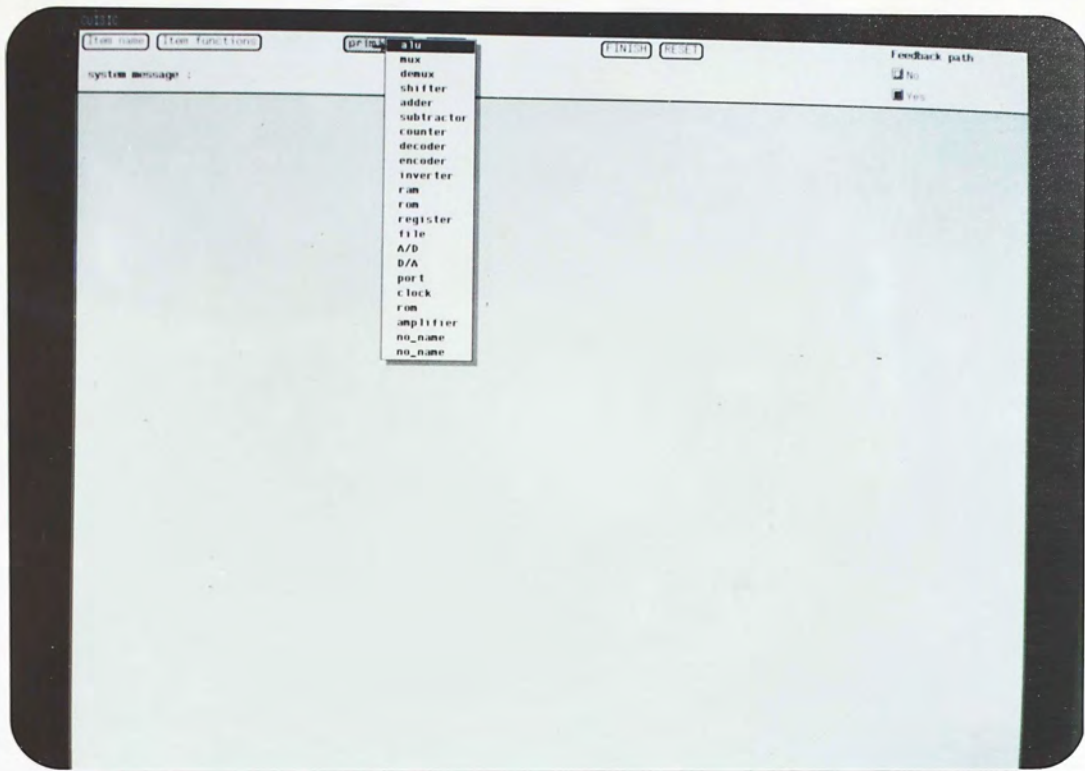 Item name Item functions prim FINISH RESET Feedback path
system message :
No
Yes
alu
mux
demux
shifter
adder
subtractor
counter
decoder
encoder
inverter
ram
rom
register
file
A/D
D/A
port
clock
rom
amplifier
no_name
no_name